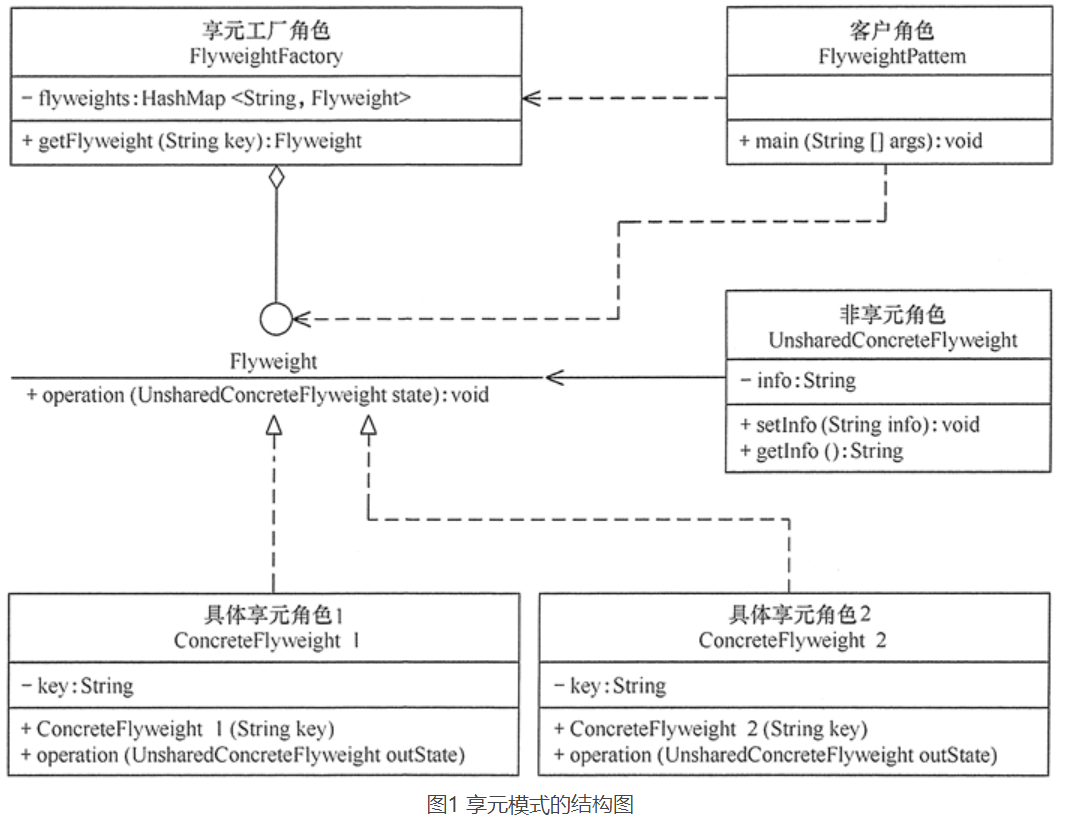 享元工厂角色
FlyweightFactory
- flyweights:HashMap <String, Flyweight>
+ getFlyweight (String key):Flyweight
客户角色
FlyweightPattem
+ main (String [] args):void
Flyweight
+ operation (UnsharedConcreteFlyweight state):void
非享元角色
UnsharedConcreteFlyweight
- info:String
+ setInfo (String info):void
+ getInfo ():String
具体享元角色1
ConcreteFlyweight 1
- key:String
+ ConcreteFlyweight 1 (String key)
+ operation (UnsharedConcreteFlyweight outState)
具体享元角色2
ConcreteFlyweight 2
- key:String
+ ConcreteFlyweight 2 (String key)
+ operation (UnsharedConcreteFlyweight outState)
图1 享元模式的结构图